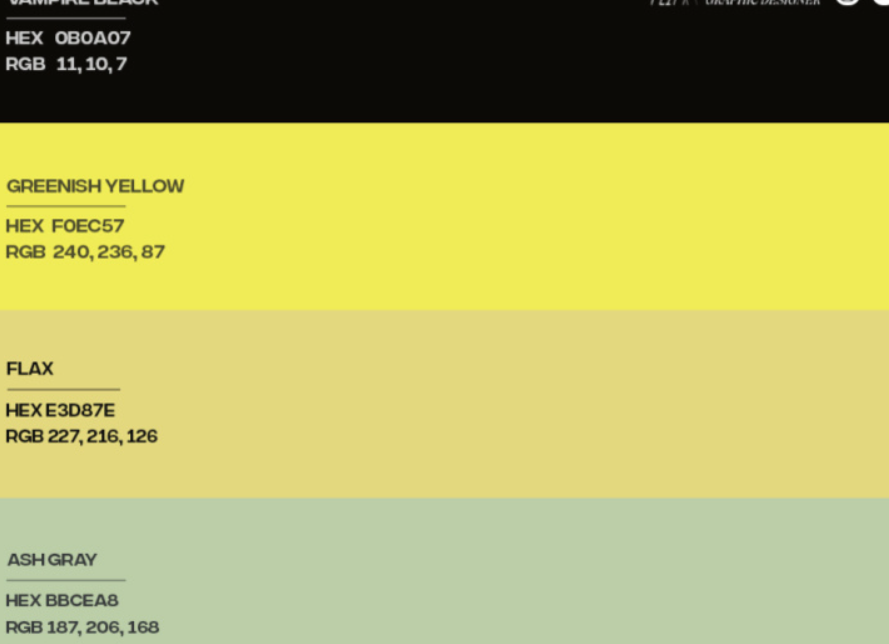 VAMPIRE BLACK
GRAPHIC DESIGNER
HEX 0B0A07
RGB 11, 10, 7
GREENISH YELLOW
HEX F0EC57
RGB 240, 236, 87
FLAX
HEX E3D87E
RGB 227, 216, 126
ASH GRAY
HEX BBCEA8
RGB 187, 206, 168